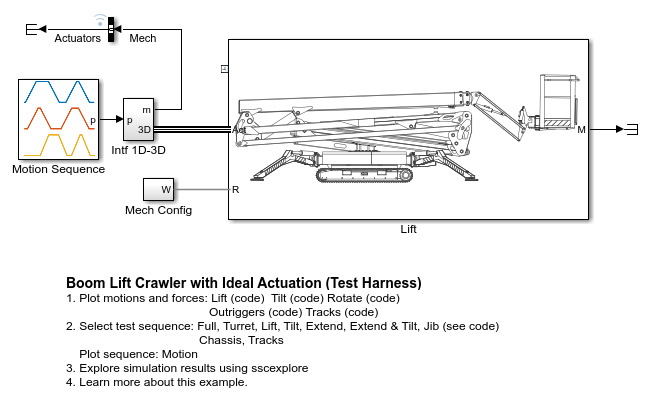 Actuators
Mech
m
p
p
3D
Act
M
Motion Sequence
Intf 1D-3D
W
R
Mech Config
Lift
Boom Lift Crawler with Ideal Actuation (Test Harness)
1. Plot motions and forces: Lift (code)  Tilt (code) Rotate (code)
Outriggers (code) Tracks (code)
2. Select test sequence: Full, Turret, Lift, Tilt, Extend, Extend & Tilt, Jib (see code)
Chassis, Tracks
Plot sequence: Motion
3. Explore simulation results using sscexplore
4. Learn more about this example.